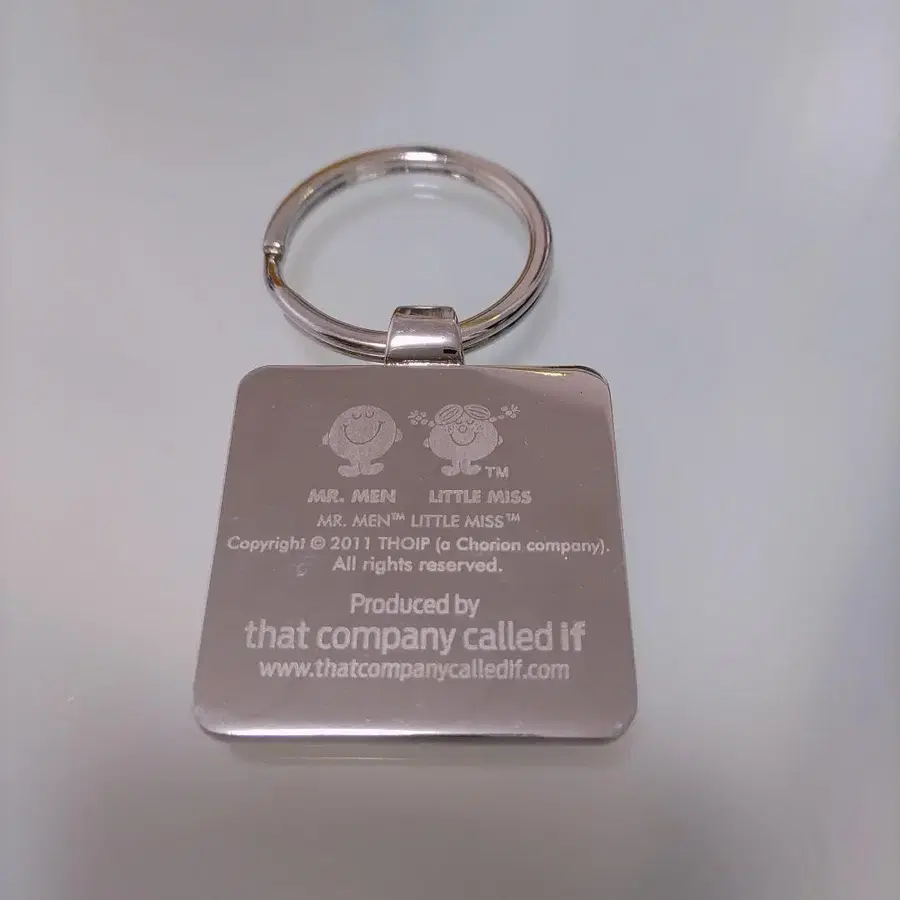 TM
MR. MEN LITTLE MISS
MR. MEN™ LITTLE MISS™
Copyright © 2011 THOIP (a Chorion company).
All rights reserved.
Produced by
that company called if
www.thatcompanycalledif.com